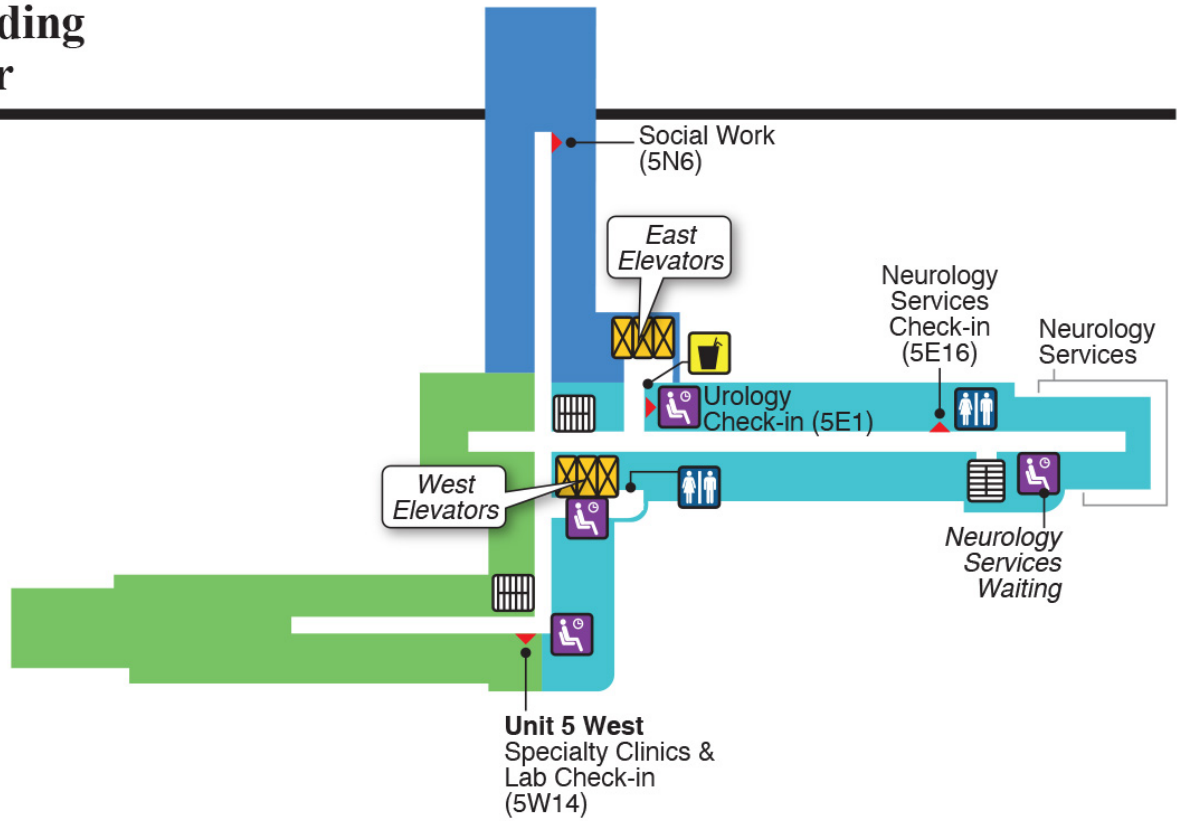 ding
r
Social Work
(5N6)
East
Elevators
Neurology
Services
Check-in
(5E16)
Neurology
Services
Urology
Check-in (5E1)
West
Elevators
Neurology
Services
Waiting
Unit 5 West
Specialty Clinics &
Lab Check-in
(5W14)